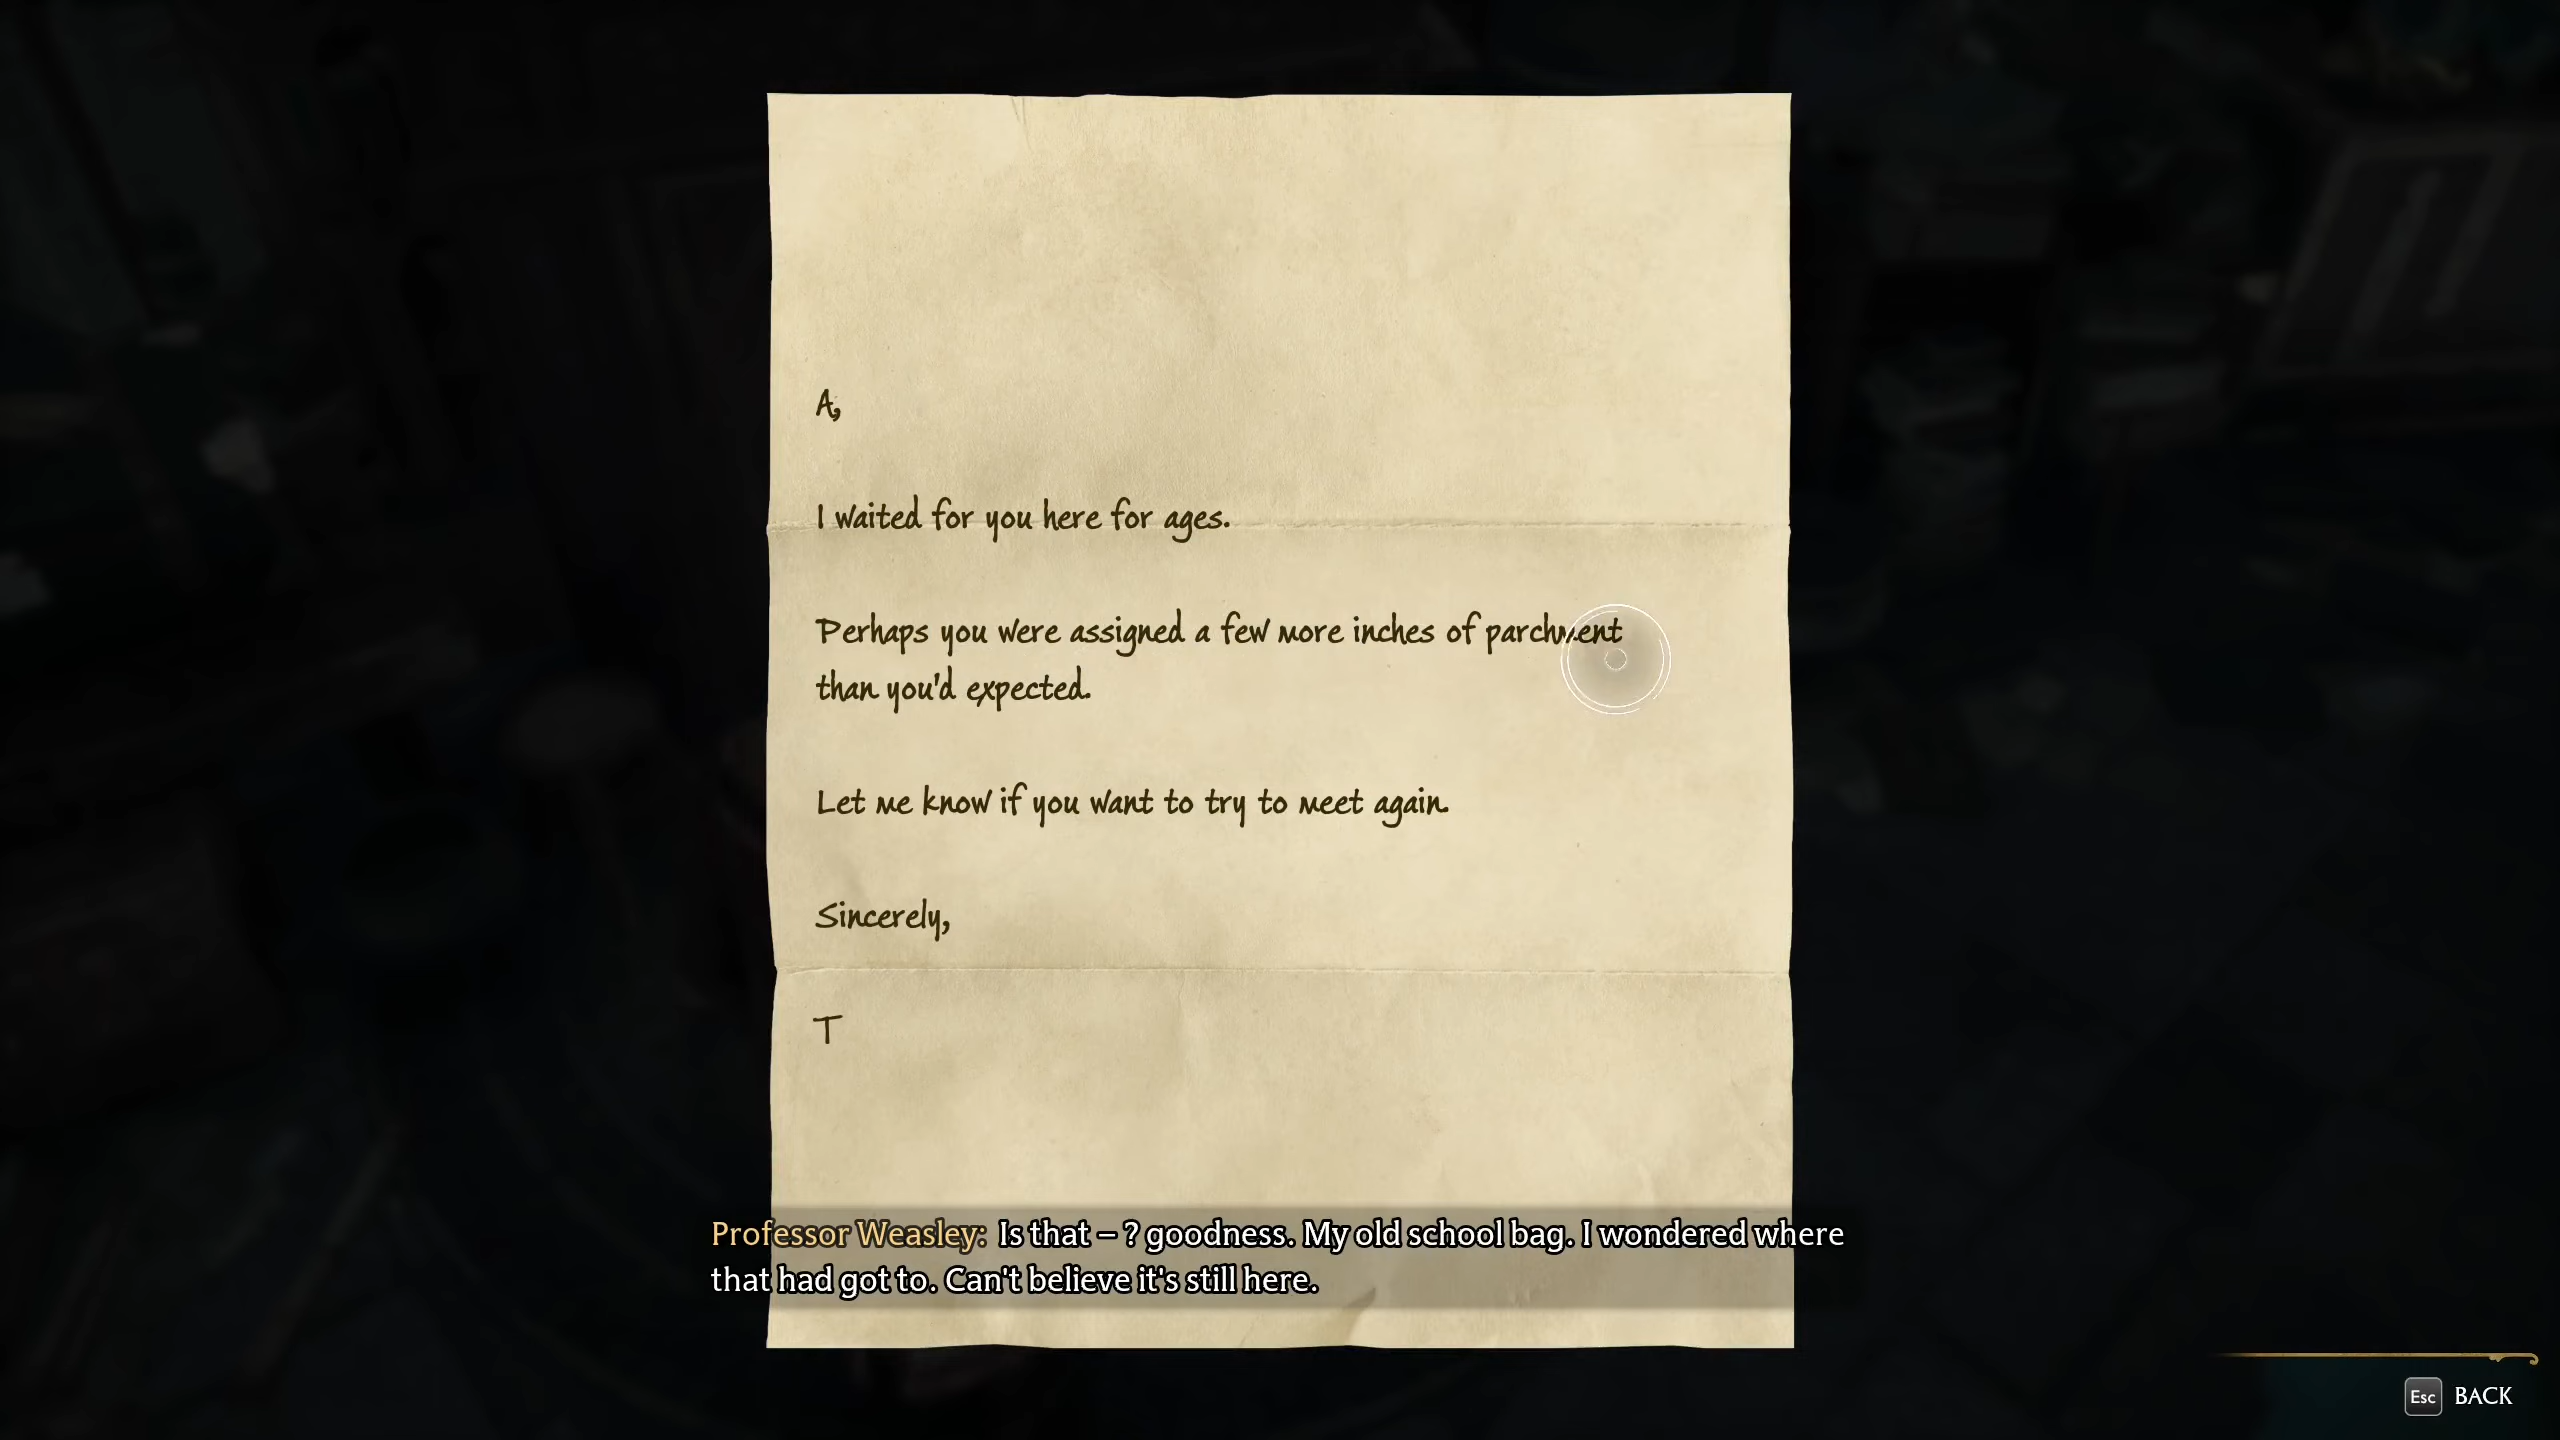 A,
I waited for you here for ages.
Perhaps you were assigned a few more inches of parchment
than you'd expected.
Let me know if you want to try to meet again.
Sincerely,
T
Professor Weasley: Is that – ? goodness. My old school bag. I wondered where
that had got to. Can't believe it's still here.
Esc BACK